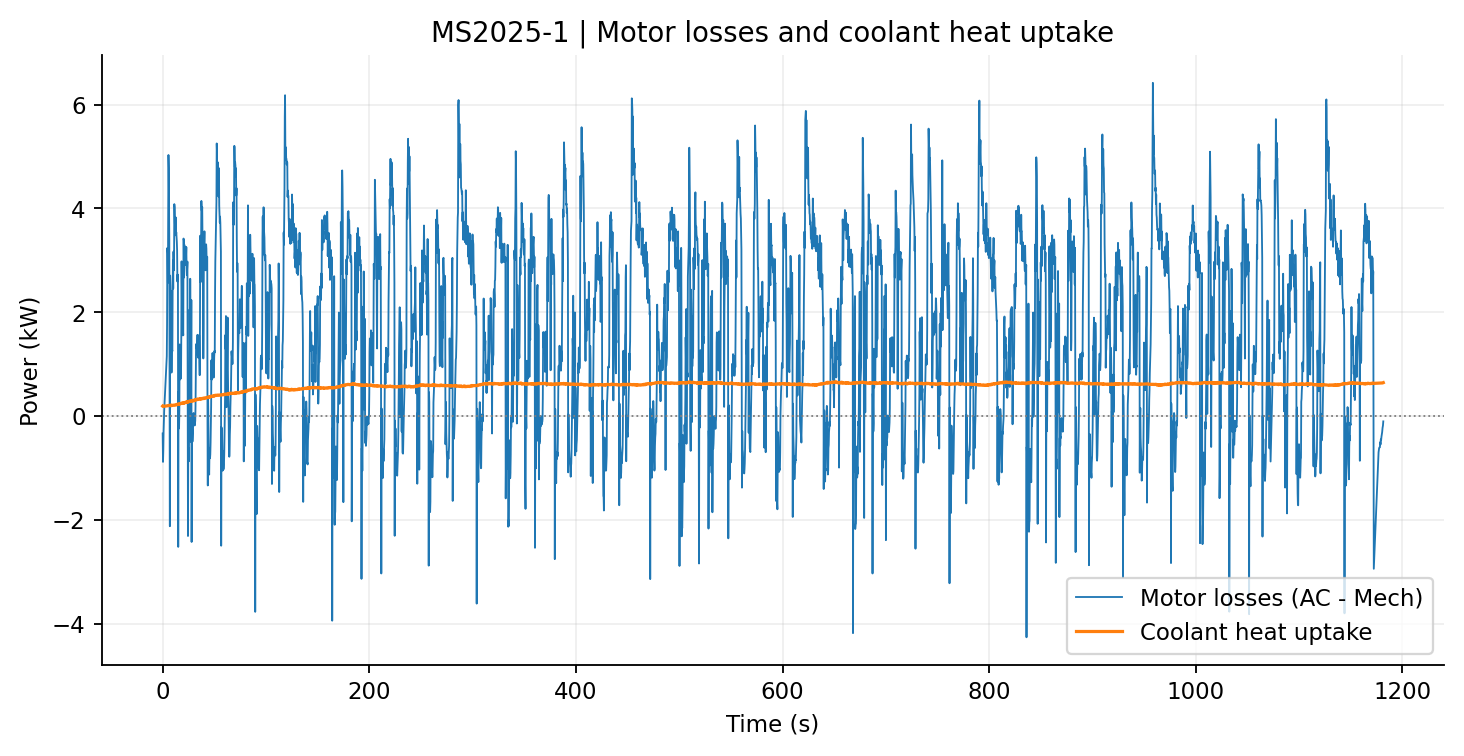 MS2025-1 | Motor losses and coolant heat uptake
Power (kW)
6
4
2
0
−2
−4
0 200 400 600 800 1000 1200
Time (s)
Motor losses (AC - Mech)
Coolant heat uptake